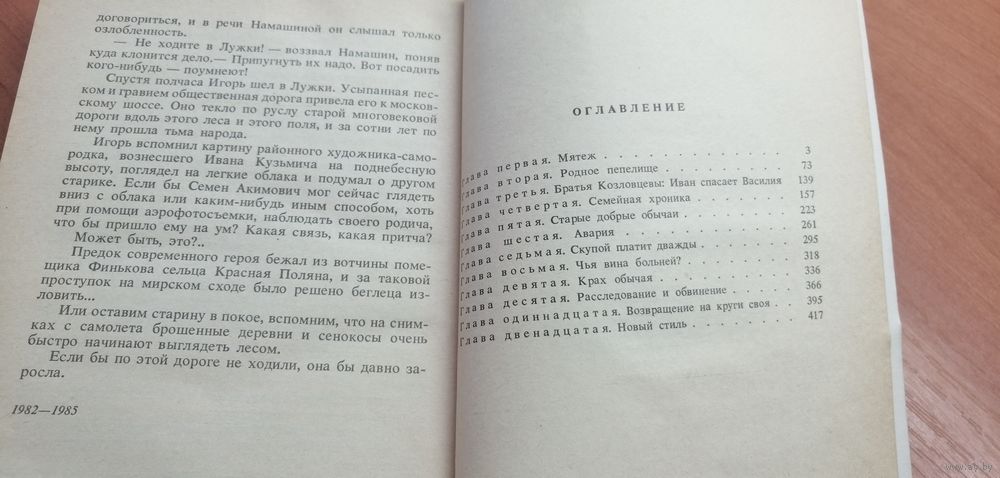 договориться, и в речи Намашиной он слышал только
озлобленность.
— Не ходите в Лужки! — воззвал Намашин, поняв
куда клонится дело.— Припугнуть их надо. Вот посадить
кого-нибудь — поумнеют!
Спустя полчаса Игорь шел в Лужки. Усыпанная пес-
ком и гравием общественная дорога привела его к москов-
скому шоссе. Оно текло по руслу старой многовековой
дороги вдоль этого леса и этого поля, и за сотни лет по
нему прошла тьма народа.
Игорь вспомнил картину районного художника-само-
родка, вознесшего Ивана Кузьмича на поднебесную
высоту, поглядел на легкие облака и подумал о другом
старике. Если бы Семен Акимович мог сейчас глядеть
вниз с облака или каким-нибудь иным способом, хоть
при помощи аэрофотосъемки, наблюдать своего родича,
что бы пришло ему на ум? Какая связь, какая притча?
Может быть, это?..
Предок современного героя бежал из вотчины поме-
щика Финькова сельца Красная Поляна, и за таковой
проступок на мирском сходе было решено беглеца из-
ловить...
Или оставим старину в покое, вспомним, что на сним-
ках с самолета брошенные деревни и сенокосы очень
быстро начинают выглядеть лесом.
Если бы по этой дороге не ходили, она бы давно за-
росла.
1982—1985
ОГЛАВЛЕНИЕ
Глава первая. Мятеж . . . . . . . . . . . 3
Глава вторая. Родное пепелище . . . . . . . . 73
Глава третья. Братья Козловцевы: Иван спасает Василия 139
Глава четвертая. Семейная хроника . . . . . . 157
Глава пятая. Старые добрые обычаи . . . . . . 223
Глава шестая. Авария . . . . . . . . . . 261
Глава седьмая. Скупой платит дважды . . . . . 295
Глава восьмая. Чья вина больней? . . . . . . . 318
Глава девятая. Крах обычая . . . . . . . . . 336
Глава десятая. Расследование и обвинение . . . . 366
Глава одиннадцатая. Возвращение на круги своя . . 395
Глава двенадцатая. Новый стиль . . . . . . . 417
www.ay.by